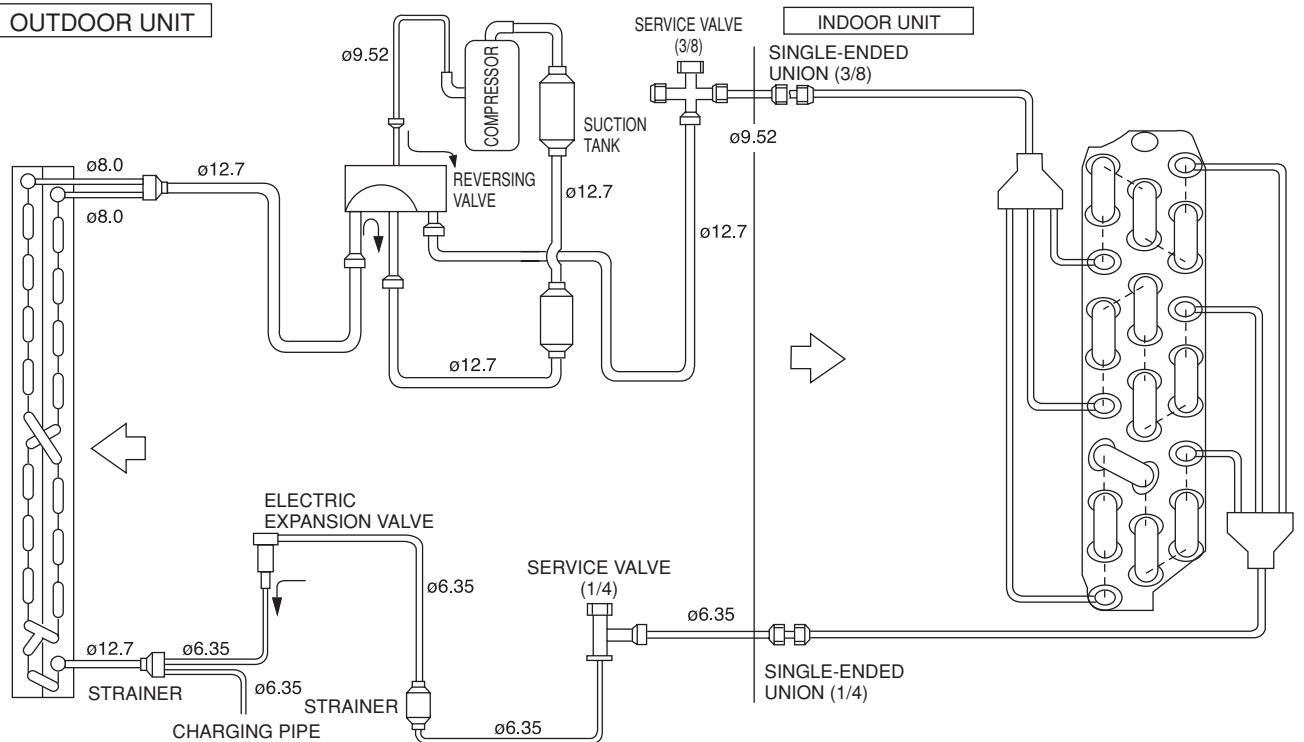 OUTDOOR UNIT
INDOOR UNIT
SERVICE VALVE
(3/8)
SINGLE-ENDED
UNION (3/8)
ø9.52
COMPRESSOR
SUCTION
TANK
ø9.52
ø8.0
ø12.7
REVERSING
VALVE
ø12.7
ø8.0
ø12.7
ø12.7
ELECTRIC
EXPANSION VALVE
ø6.35
SERVICE VALVE
(1/4)
ø6.35
ø12.7
ø6.35
STRAINER
ø6.35
STRAINER
ø6.35
SINGLE-ENDED
UNION (1/4)
CHARGING PIPE